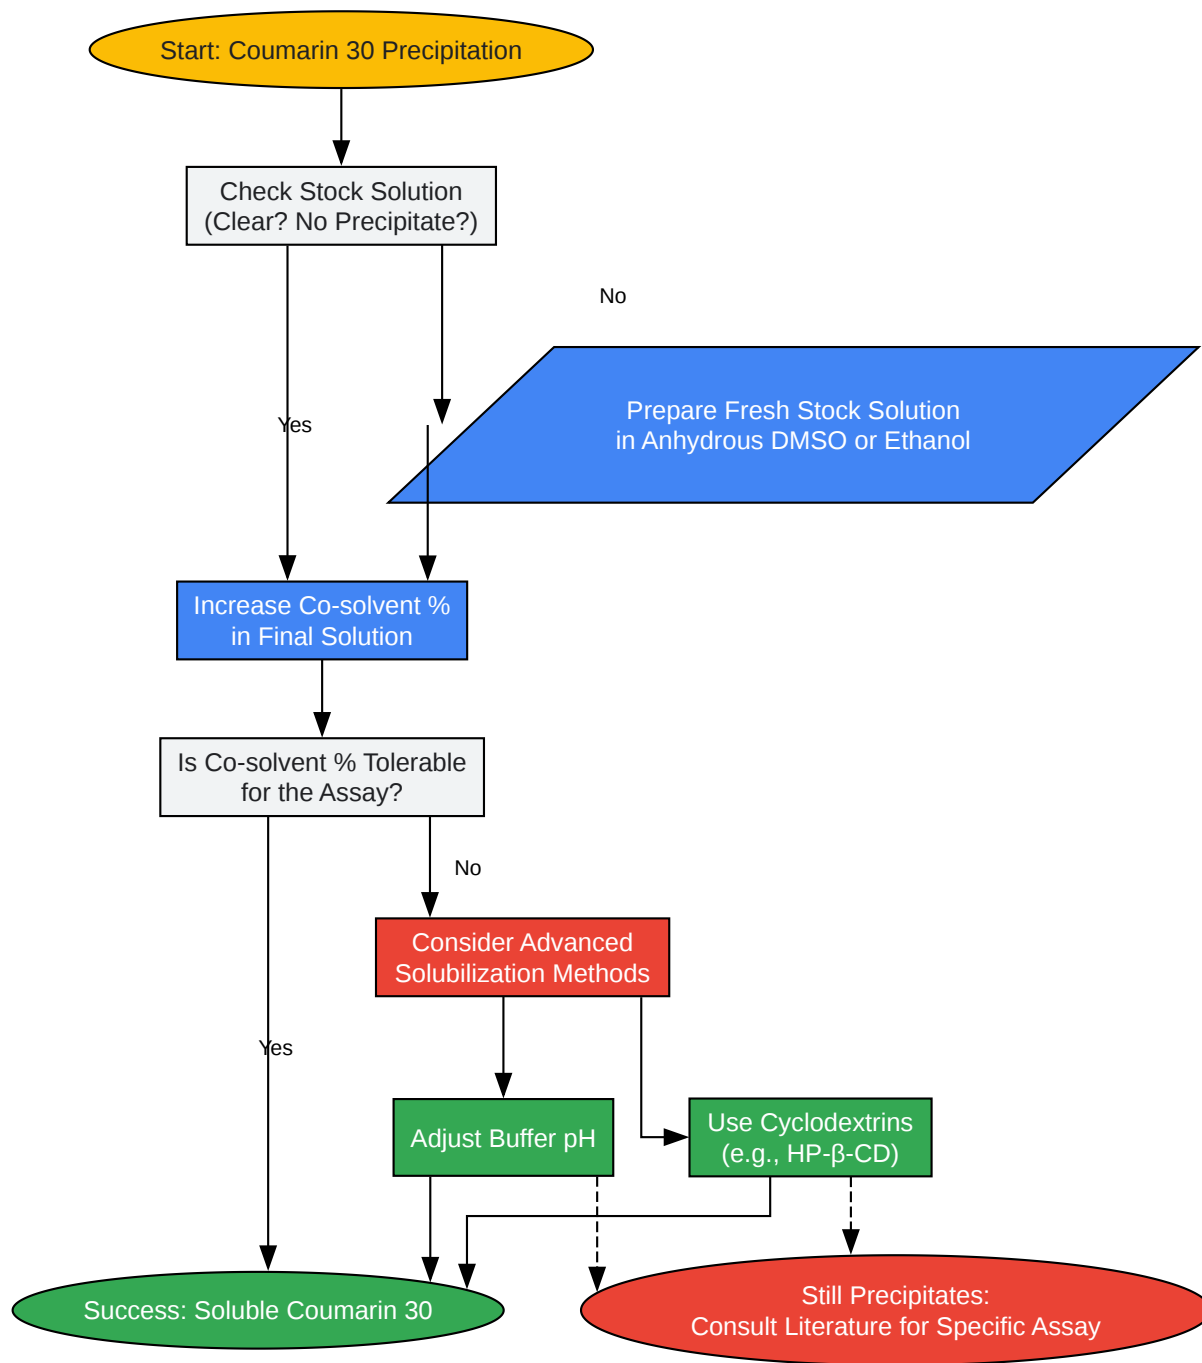 Start: Coumarin 30 Precipitation
Check Stock Solution
(Clear? No Precipitate?)
No
Prepare Fresh Stock Solution
in Anhydrous DMSO or Ethanol
Yes
Increase Co-solvent %
in Final Solution
Is Co-solvent % Tolerable
for the Assay?
No
Consider Advanced
Solubilization Methods
Yes
Adjust Buffer pH
Use Cyclodextrins
(e.g., HP-β-CD)
Success: Soluble Coumarin 30
Still Precipitates:
Consult Literature for Specific Assay